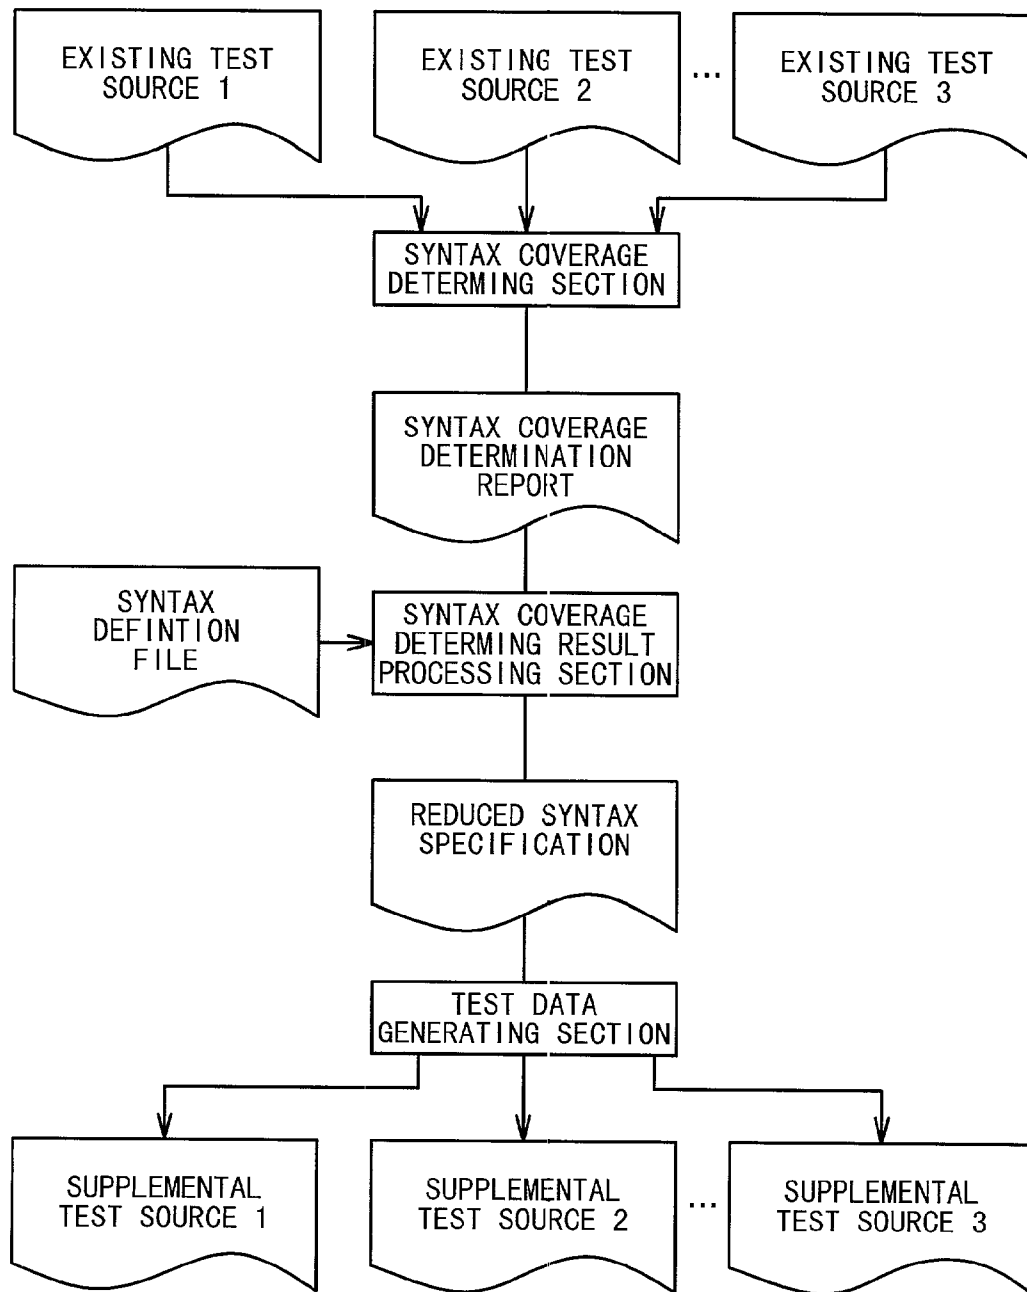 EXISTING TEST
SOURCE 1
EXISTING TEST
SOURCE 2
...
EXISTING TEST
SOURCE 3
SYNTAX COVERAGE
DETERMING SECTION
SYNTAX COVERAGE
DETERMINATION
REPORT
SYNTAX
DEFINTION
FILE
SYNTAX COVERAGE
DETERMING RESULT
PROCESSING SECTION
REDUCED SYNTAX
SPECIFICATION
TEST DATA
GENERATING SECTION
SUPPLEMENTAL
TEST SOURCE 1
SUPPLEMENTAL
TEST SOURCE 2
...
SUPPLEMENTAL
TEST SOURCE 3